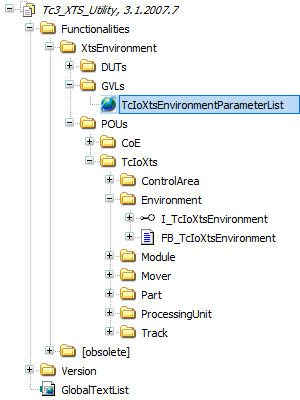 Tc3_XTS_Utility, 3.1.2007.7
Functionalities
XtsEnvironment
DUTs
GVLs
TcIoXtsEnvironmentParameterList
POUs
CoE
TcIoXts
ControlArea
Environment
I_TcIoXtsEnvironment
FB_TcIoXtsEnvironment
Module
Mover
Part
ProcessingUnit
Track
[obsolete]
Version
GlobalTextList